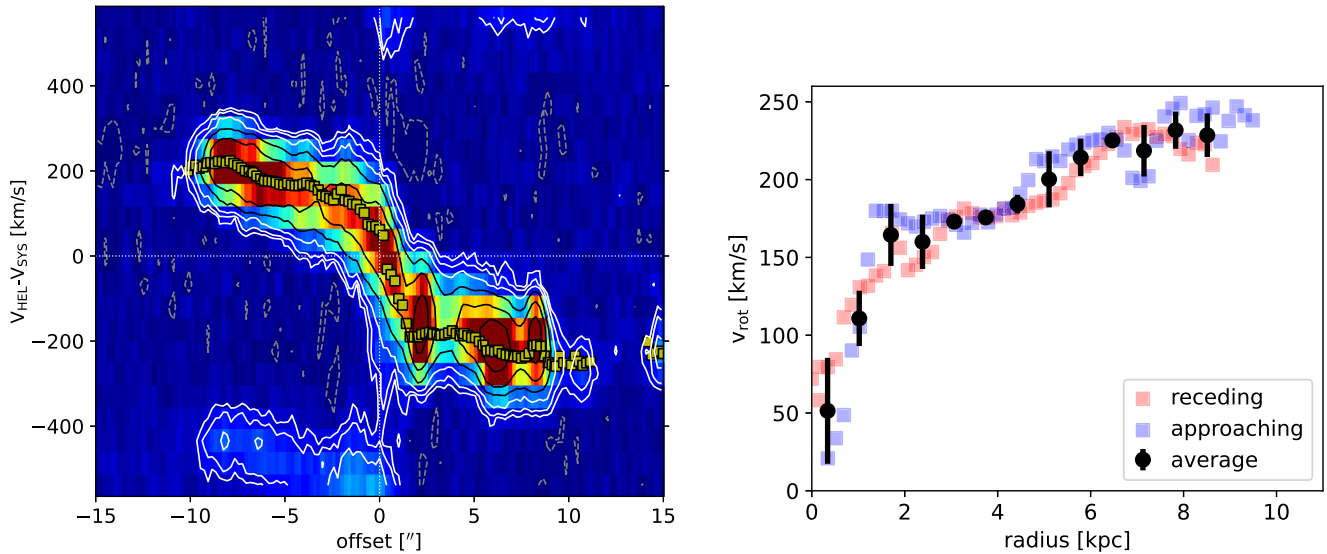 400
200
0
−200
−400
V_HEL-V_SYS [km/s]
−15 −10 −5 0 5 10 15
offset [″]
250
200
150
100
50
0
v_rot [km/s]
receding
approaching
average
0 2 4 6 8 10
radius [kpc]